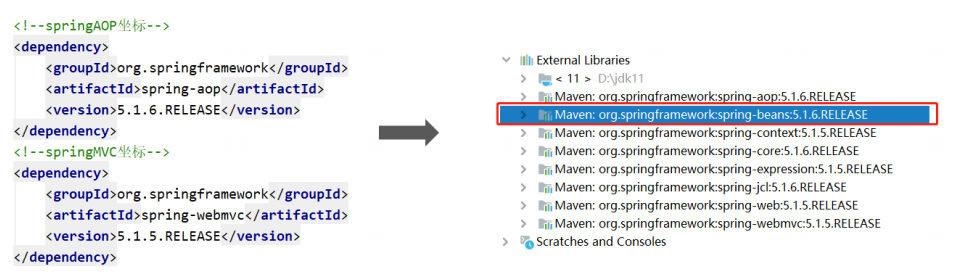 <!--springAOP坐标-->
<dependency>
<groupId>org.springframework</groupId>
<artifactId>spring-aop</artifactId>
<version>5.1.6.RELEASE</version>
</dependency>
<!--springMVC坐标-->
<dependency>
<groupId>org.springframework</groupId>
<artifactId>spring-webmvc</artifactId>
<version>5.1.5.RELEASE</version>
</dependency>
External Libraries
< 11 > D:\jdk11
Maven: org.springframework:spring-aop:5.1.6.RELEASE
Maven: org.springframework:spring-beans:5.1.6.RELEASE
Maven: org.springframework:spring-context:5.1.5.RELEASE
Maven: org.springframework:spring-core:5.1.6.RELEASE
Maven: org.springframework:spring-expression:5.1.5.RELEASE
Maven: org.springframework:spring-jcl:5.1.6.RELEASE
Maven: org.springframework:spring-web:5.1.5.RELEASE
Maven: org.springframework:spring-webmvc:5.1.5.RELEASE
Scratches and Consoles